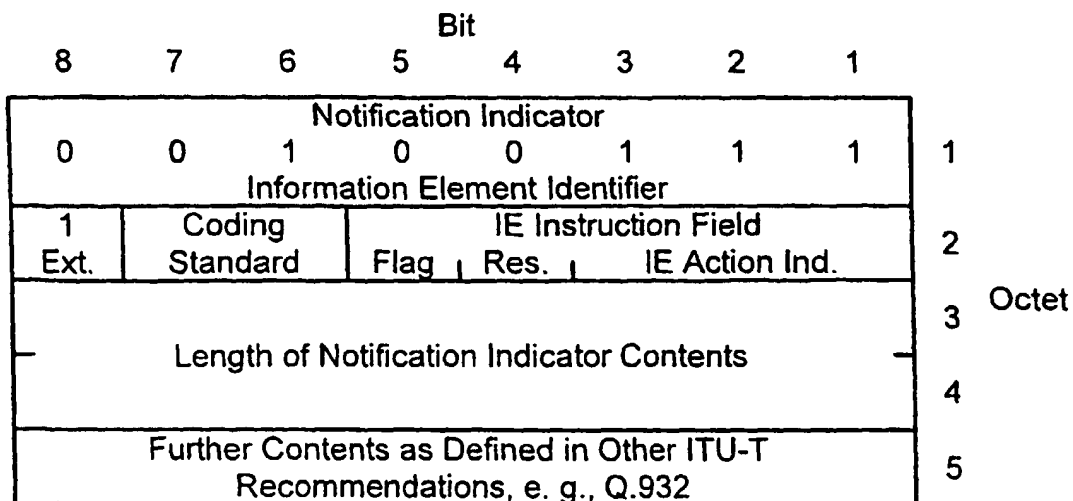 Bit
8 7 6 5 4 3 2 1
Notification Indicator
0 0 1 0 0 1 1 1 1
Information Element Identifier
1 Coding IE Instruction Field
Ext. Standard Flag Res. IE Action Ind. 2
3 Octet
Length of Notification Indicator Contents
4
Further Contents as Defined in Other ITU-T
Recommendations, e. g., Q.932 5